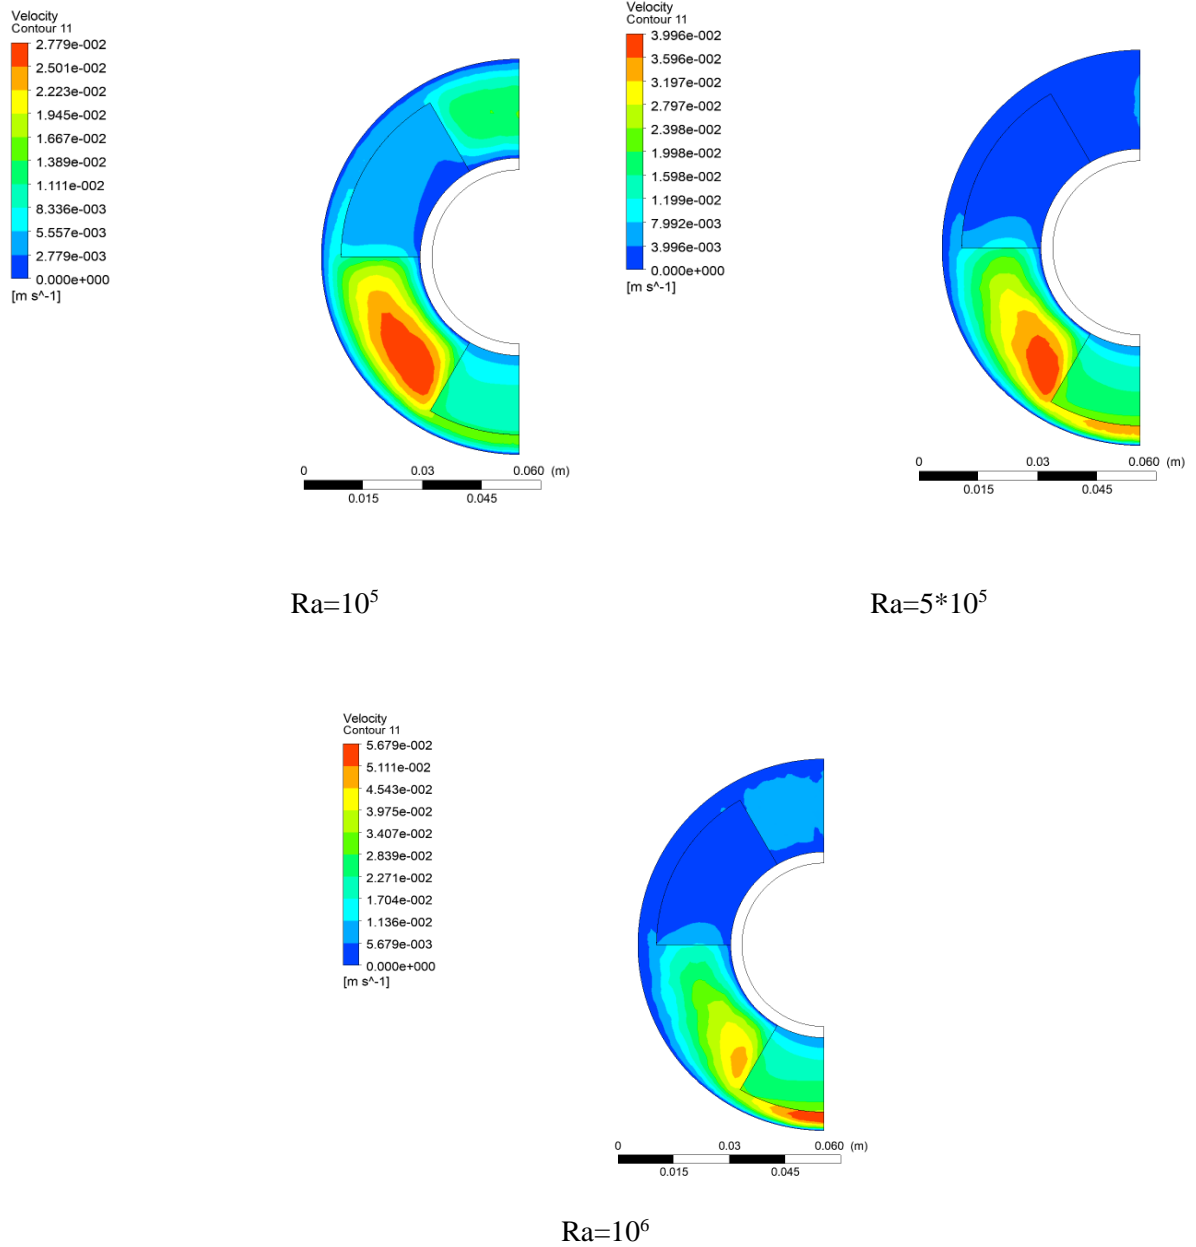 Velocity
Contour 11
2.779e-002
2.501e-002
2.223e-002
1.945e-002
1.667e-002
1.389e-002
1.111e-002
8.336e-003
5.557e-003
2.779e-003
0.000e+000
[m s^-1]
0 0.03 0.060 (m)
0.015 0.045
Ra=10⁵
Velocity
Contour 11
3.996e-002
3.596e-002
3.197e-002
2.797e-002
2.398e-002
1.998e-002
1.598e-002
1.199e-002
7.992e-003
3.996e-003
0.000e+000
[m s^-1]
0 0.03 0.060 (m)
0.015 0.045
Ra=5*10⁵
Velocity
Contour 11
5.679e-002
5.111e-002
4.543e-002
3.975e-002
3.407e-002
2.839e-002
2.271e-002
1.704e-002
1.136e-002
5.679e-003
0.000e+000
[m s^-1]
0 0.03 0.060 (m)
0.015 0.045
Ra=10⁶